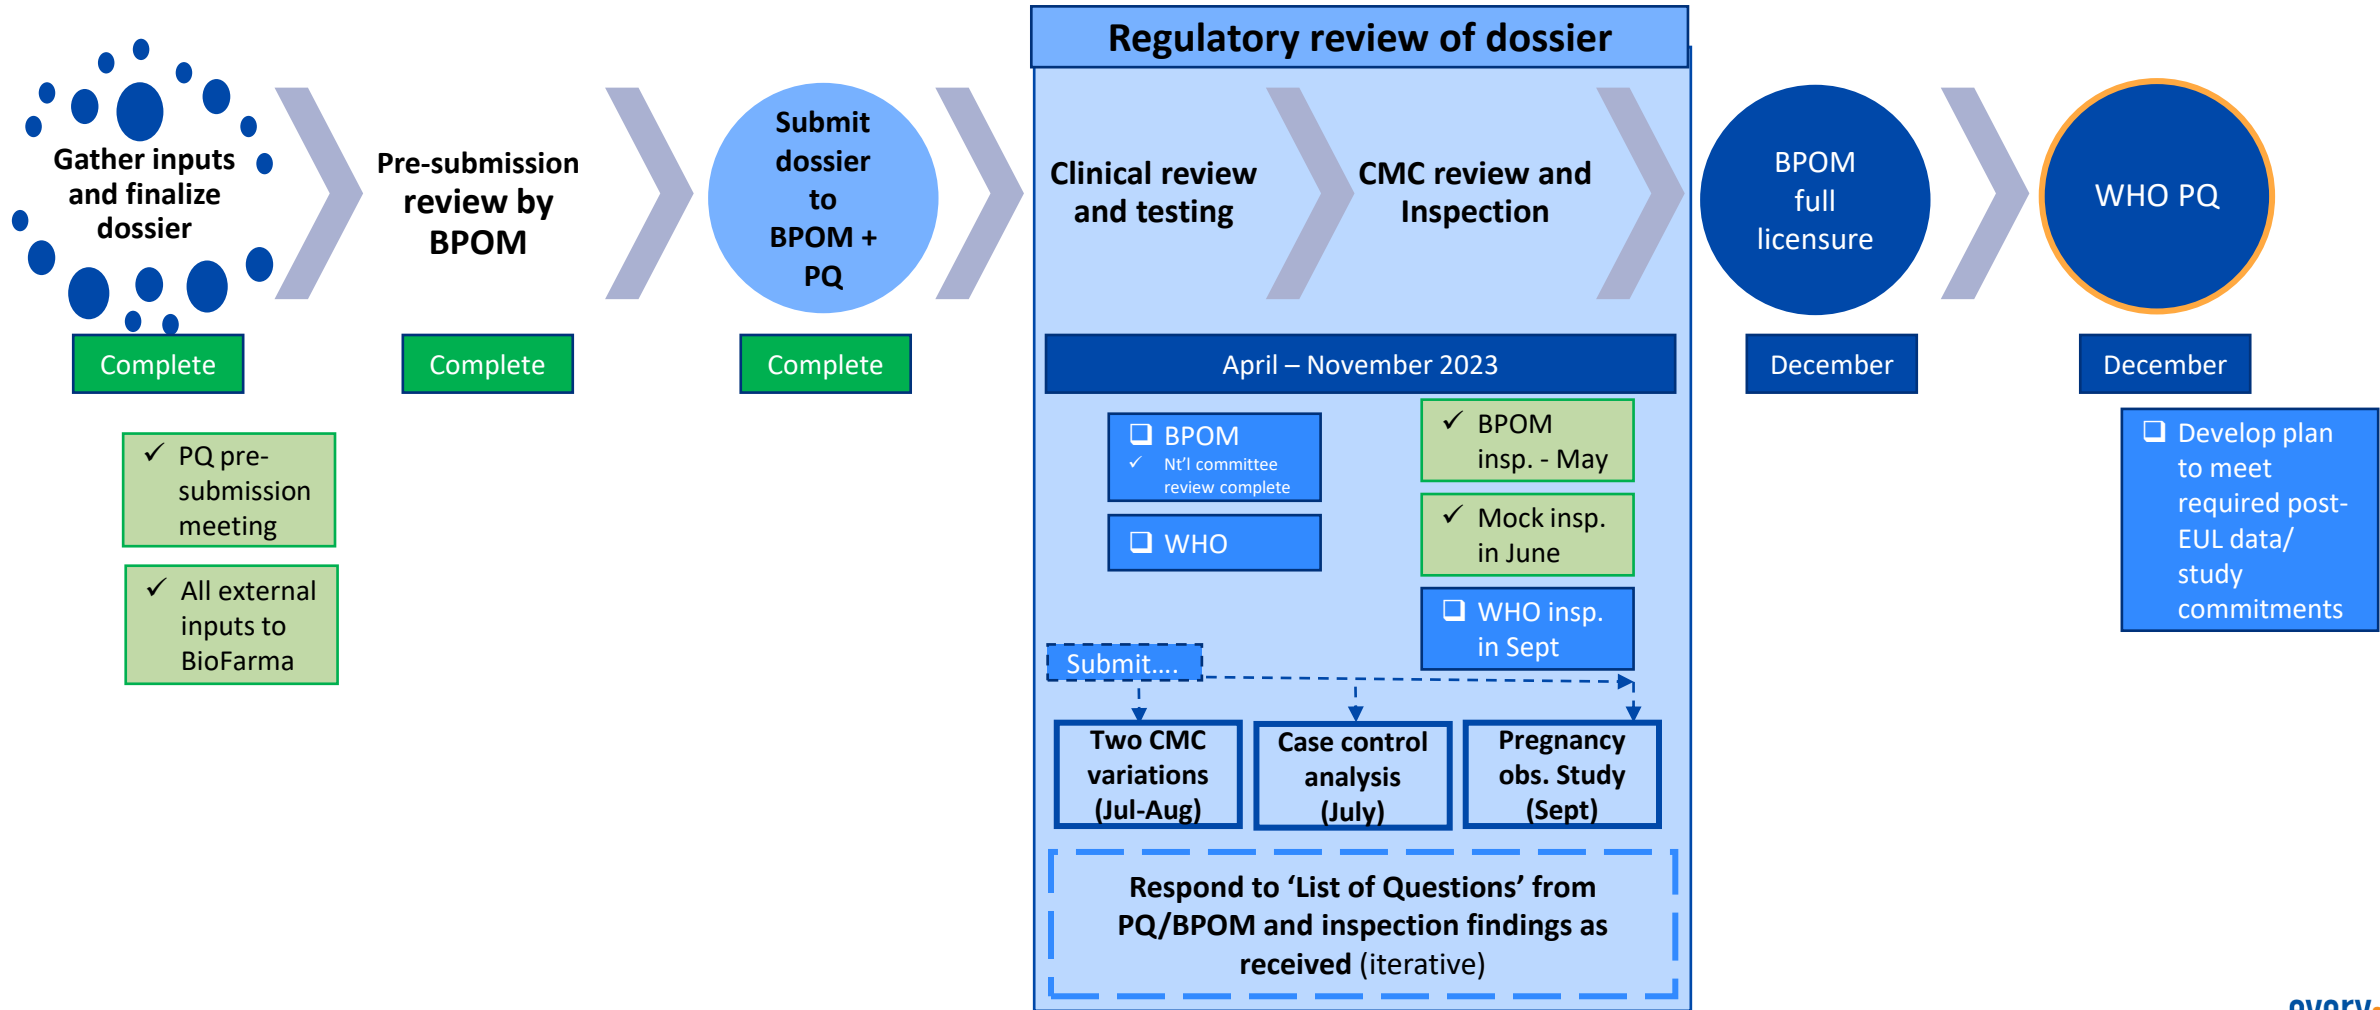 Regulatory review of dossier
Gather inputs
and finalize
dossier
Pre-submission
review by
BPOM
Submit
dossier
to
BPOM +
PQ
Clinical review
and testing
CMC review and
Inspection
BPOM
full
licensure
WHO PQ
Complete
Complete
Complete
April – November 2023
December
December
✓ PQ pre-
submission
meeting
✓ All external
inputs to
BioFarma
❑ BPOM
✓ Nt'l committee
review complete
❑ WHO
✓ BPOM
insp. - May
✓ Mock insp.
in June
❑ WHO insp.
in Sept
❑ Develop plan
to meet
required post-
EUL data/
study
commitments
Submit....
Two CMC
variations
(Jul-Aug)
Case control
analysis
(July)
Pregnancy
obs. Study
(Sept)
Respond to ‘List of Questions’ from
PQ/BPOM and inspection findings as
received (iterative)